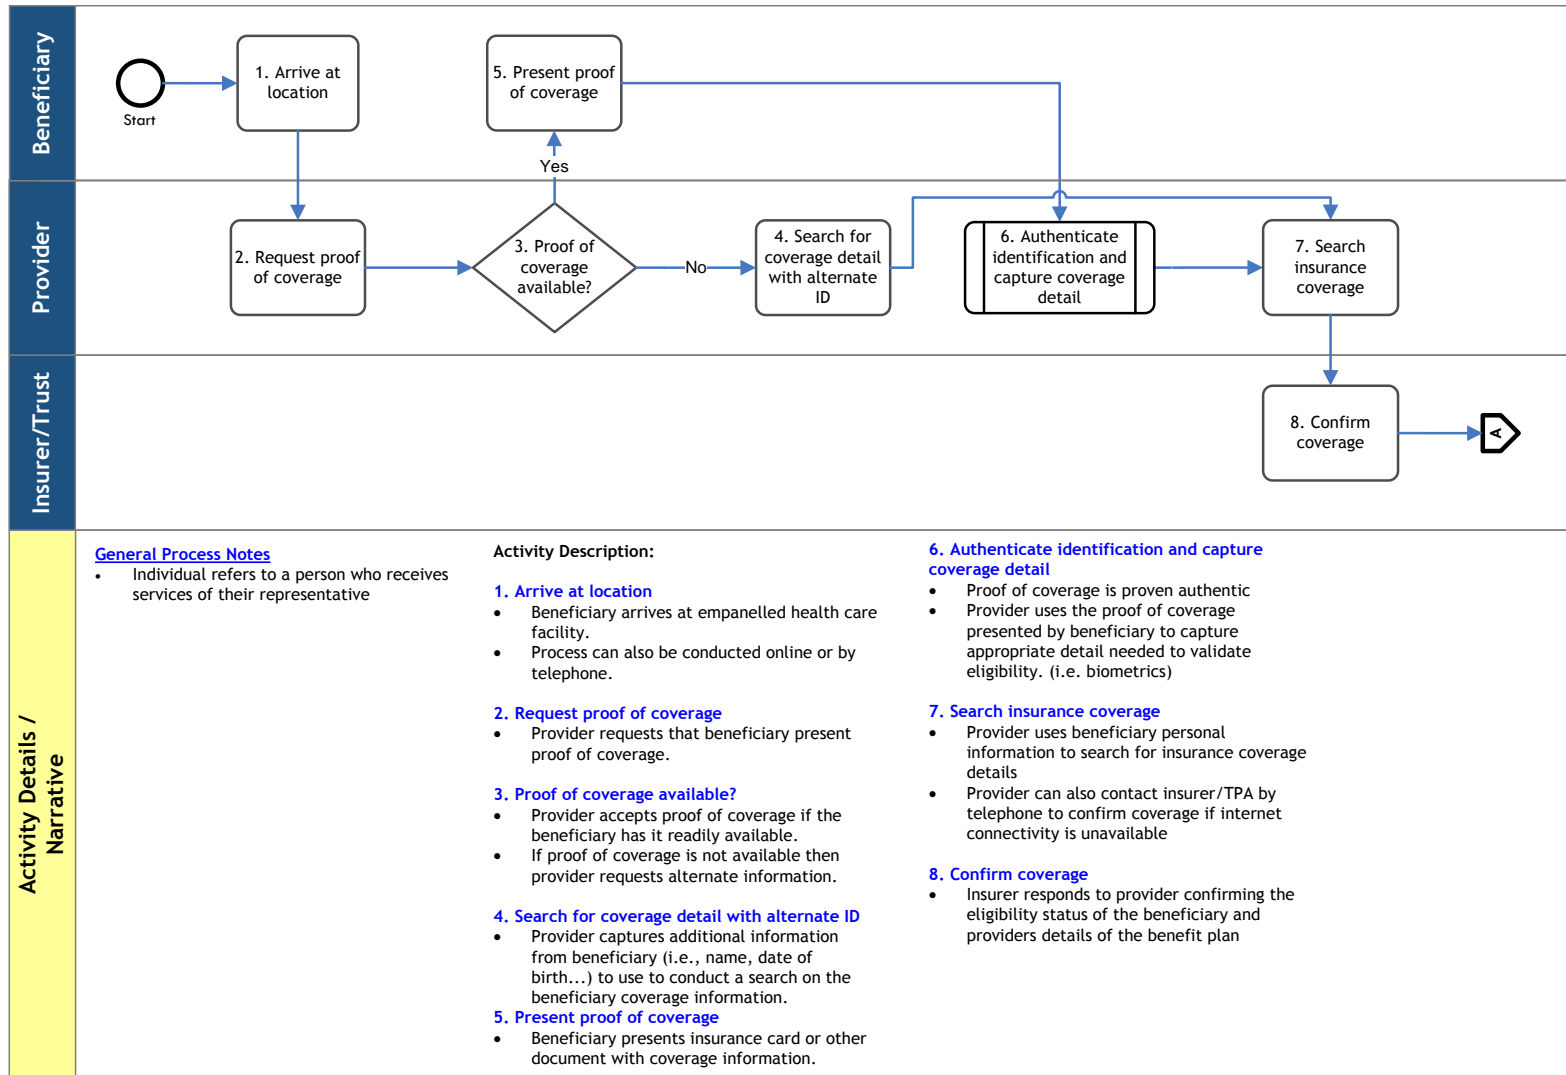 Beneficiary
Start
1. Arrive at
location
5. Present proof
of coverage
Yes
Provider
2. Request proof
of coverage
3. Proof of
coverage
available?
No
4. Search for
coverage detail
with alternate
ID
6. Authenticate
identification and
capture coverage
detail
7. Search
insurance
coverage
Insurer/Trust
8. Confirm
coverage
A
Activity Details /
Narrative
General Process Notes
• Individual refers to a person who receives
services of their representative
Activity Description:
1. Arrive at location
• Beneficiary arrives at empanelled health care
facility.
• Process can also be conducted online or by
telephone.
2. Request proof of coverage
• Provider requests that beneficiary present
proof of coverage.
3. Proof of coverage available?
• Provider accepts proof of coverage if the
beneficiary has it readily available.
• If proof of coverage is not available then
provider requests alternate information.
4. Search for coverage detail with alternate ID
• Provider captures additional information
from beneficiary (i.e., name, date of
birth...) to use to conduct a search on the
beneficiary coverage information.
5. Present proof of coverage
• Beneficiary presents insurance card or other
document with coverage information.
6. Authenticate identification and capture
coverage detail
• Proof of coverage is proven authentic
• Provider uses the proof of coverage
presented by beneficiary to capture
appropriate detail needed to validate
eligibility. (i.e. biometrics)
7. Search insurance coverage
• Provider uses beneficiary personal
information to search for insurance coverage
details
• Provider can also contact insurer/TPA by
telephone to confirm coverage if internet
connectivity is unavailable
8. Confirm coverage
• Insurer responds to provider confirming the
eligibility status of the beneficiary and
providers details of the benefit plan